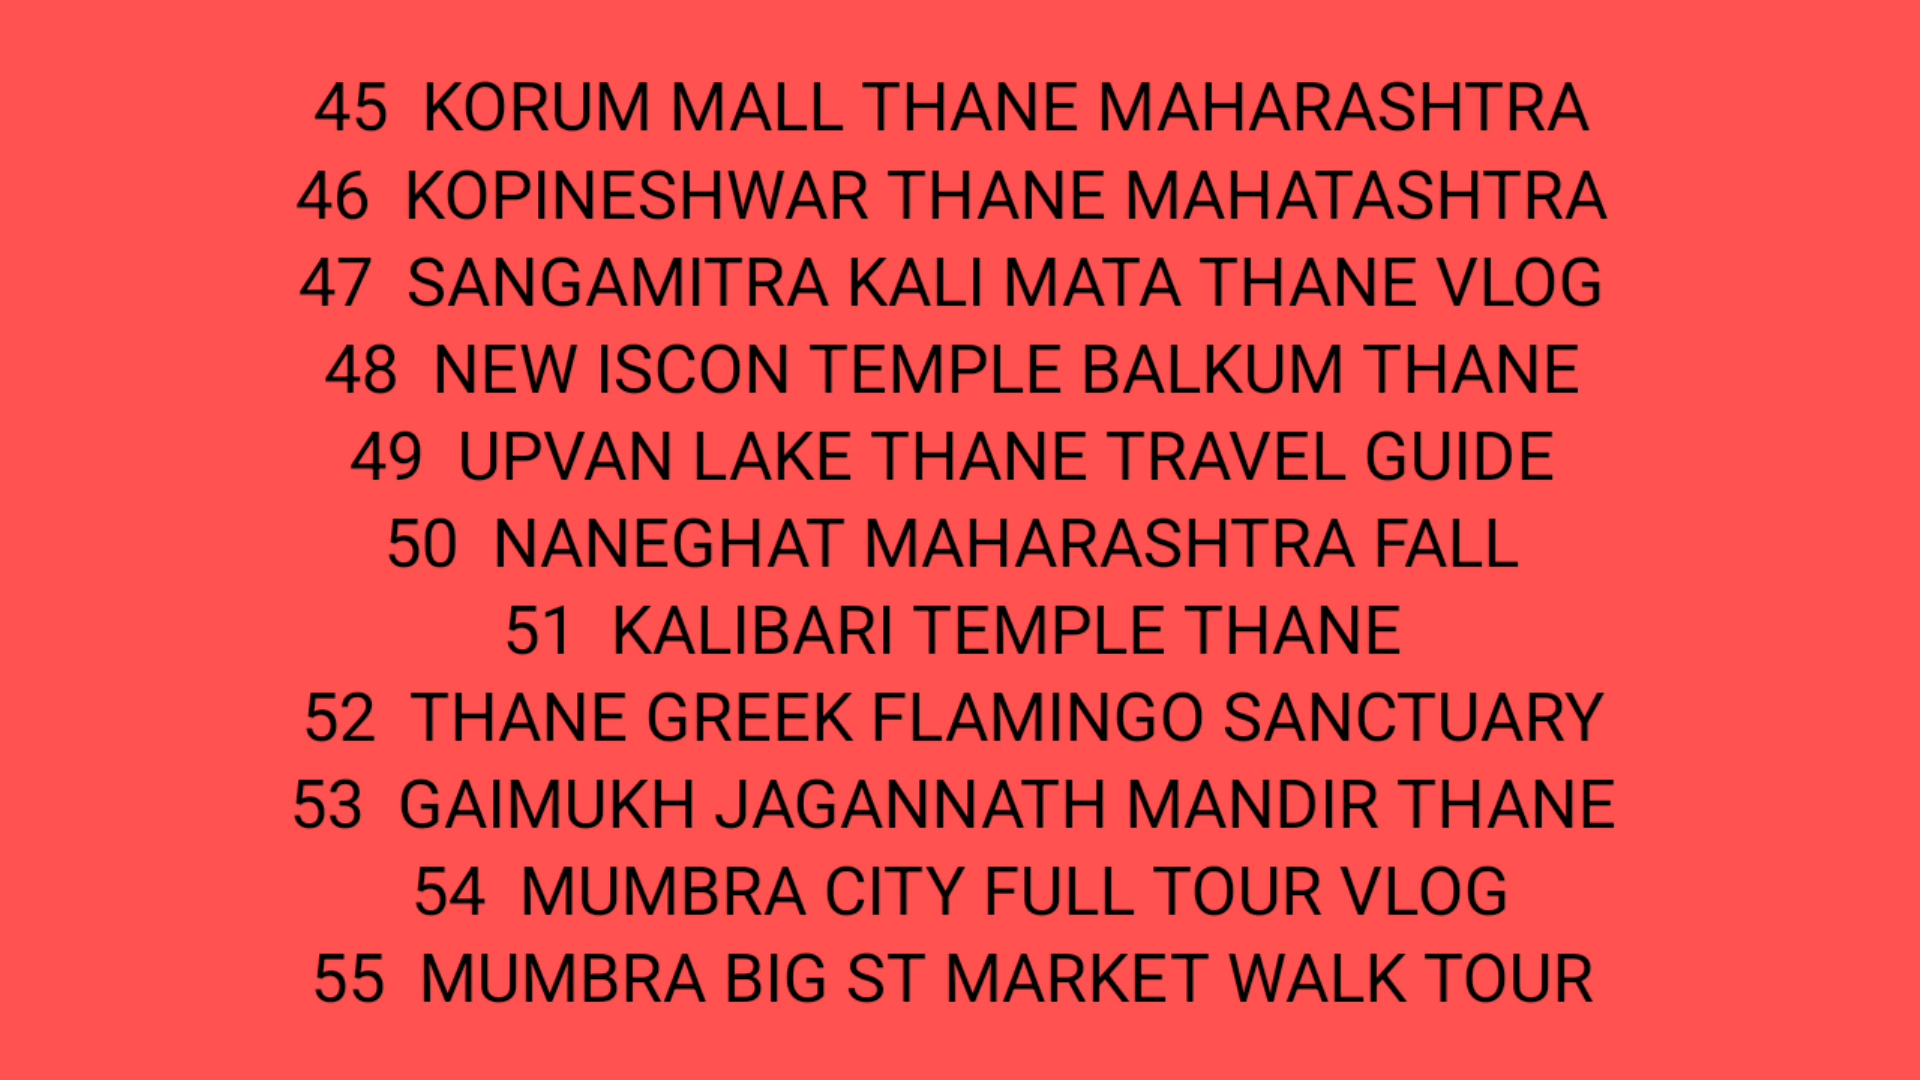 45 KORUM MALL THANE MAHARASHTRA
46 KOPINESHWAR THANE MAHATASHTRA
47 SANGAMITRA KALI MATA THANE VLOG
48 NEW ISCON TEMPLE BALKUM THANE
49 UPVAN LAKE THANE TRAVEL GUIDE
50 NANEGHAT MAHARASHTRA FALL
51 KALIBARI TEMPLE THANE
52 THANE GREEK FLAMINGO SANCTUARY
53 GAIMUKH JAGANNATH MANDIR THANE
54 MUMBRA CITY FULL TOUR VLOG
55 MUMBRA BIG ST MARKET WALK TOUR